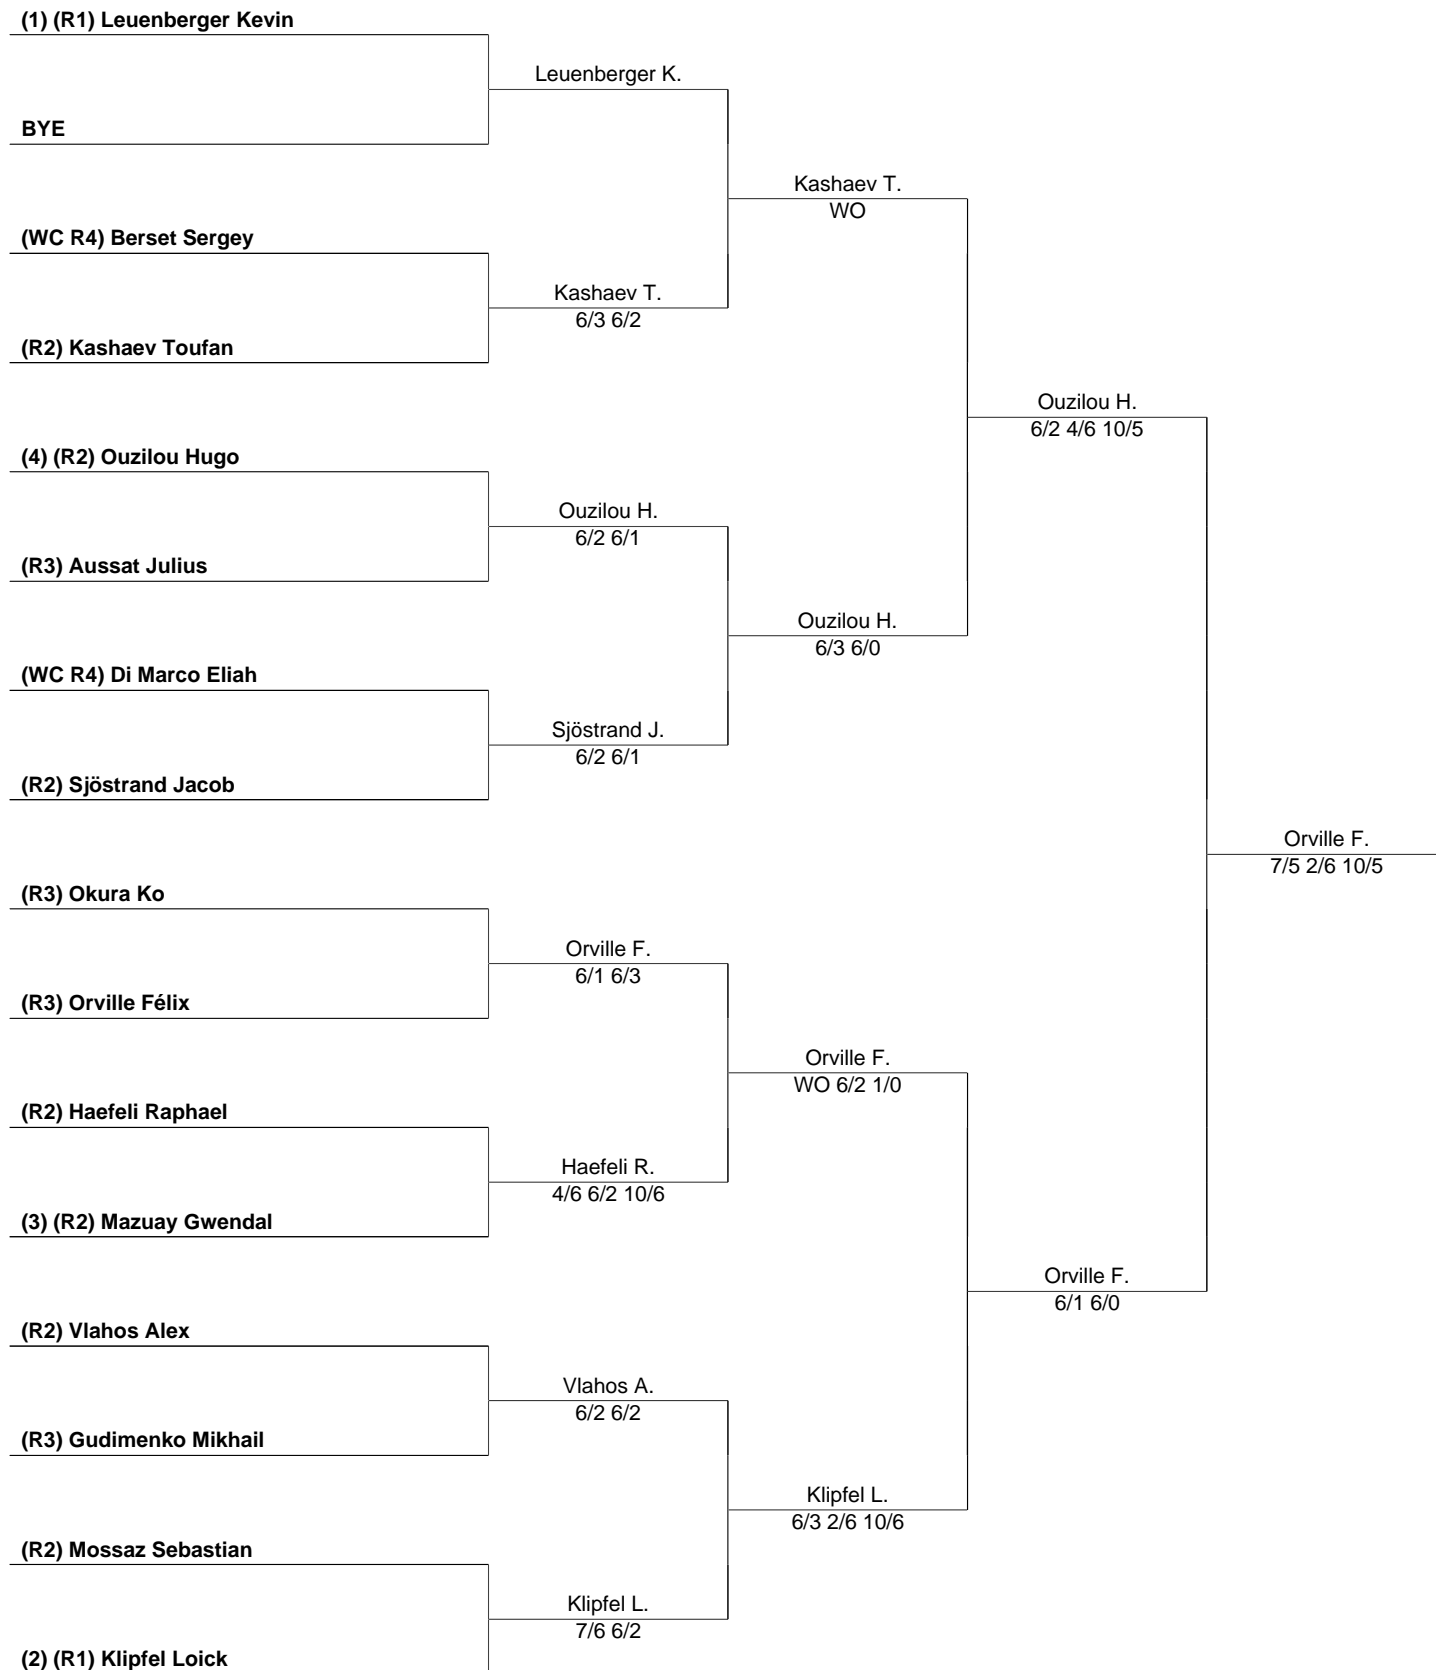 (1) (R1) Leuenberger Kevin
Leuenberger K.
BYE
Kashaev T.
WO
(WC R4) Berset Sergey
Kashaev T.
6/3 6/2
(R2) Kashaev Toufan
Ouzilou H.
6/2 4/6 10/5
(4) (R2) Ouzilou Hugo
Ouzilou H.
6/2 6/1
(R3) Aussat Julius
Ouzilou H.
6/3 6/0
(WC R4) Di Marco Eliah
Sjöstrand J.
6/2 6/1
(R2) Sjöstrand Jacob
Orville F.
7/5 2/6 10/5
(R3) Okura Ko
Orville F.
6/1 6/3
(R3) Orville Félix
Orville F.
WO 6/2 1/0
(R2) Haefeli Raphael
Haefeli R.
4/6 6/2 10/6
(3) (R2) Mazuay Gwendal
Orville F.
6/1 6/0
(R2) Vlahos Alex
Vlahos A.
6/2 6/2
(R3) Gudimenko Mikhail
Klipfel L.
6/3 2/6 10/6
(R2) Mossaz Sebastian
Klipfel L.
7/6 6/2
(2) (R1) Klipfel Loick